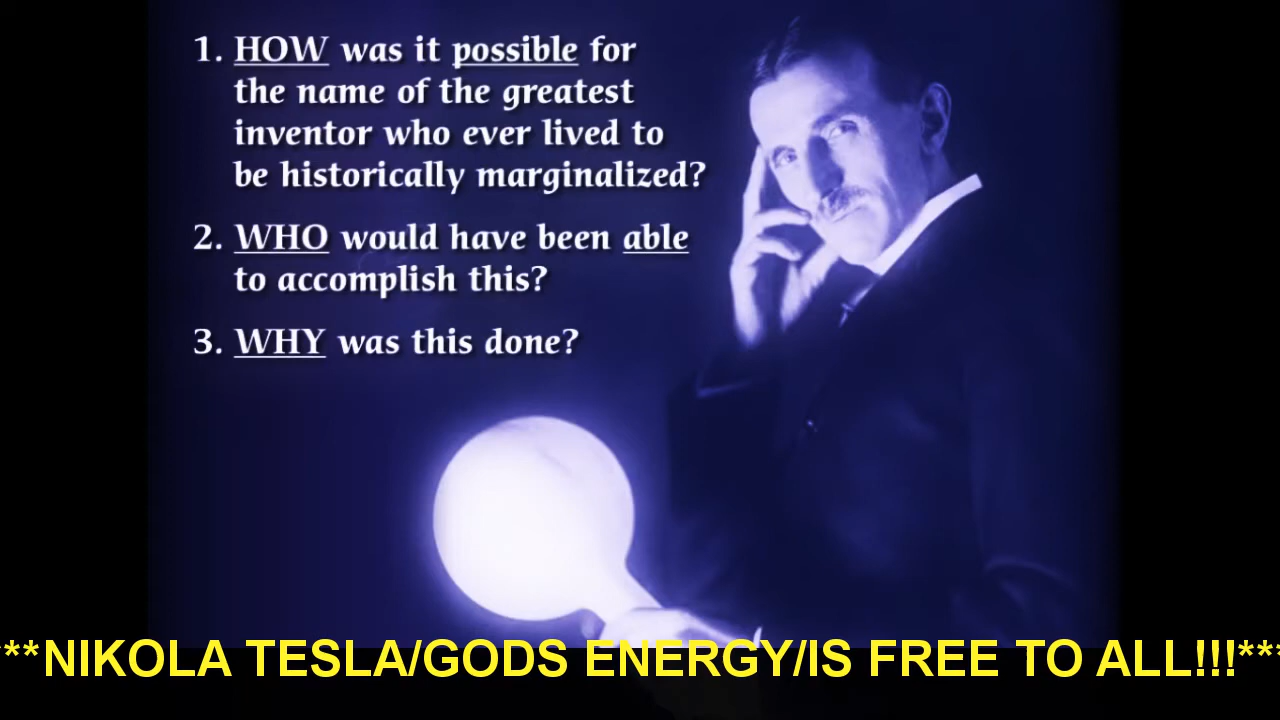 1. HOW was it possible for
the name of the greatest
inventor who ever lived to
be historically marginalized?
2. WHO would have been able
to accomplish this?
3. WHY was this done?
***NIKOLA TESLA/GODS ENERGY/IS FREE TO ALL!!!***